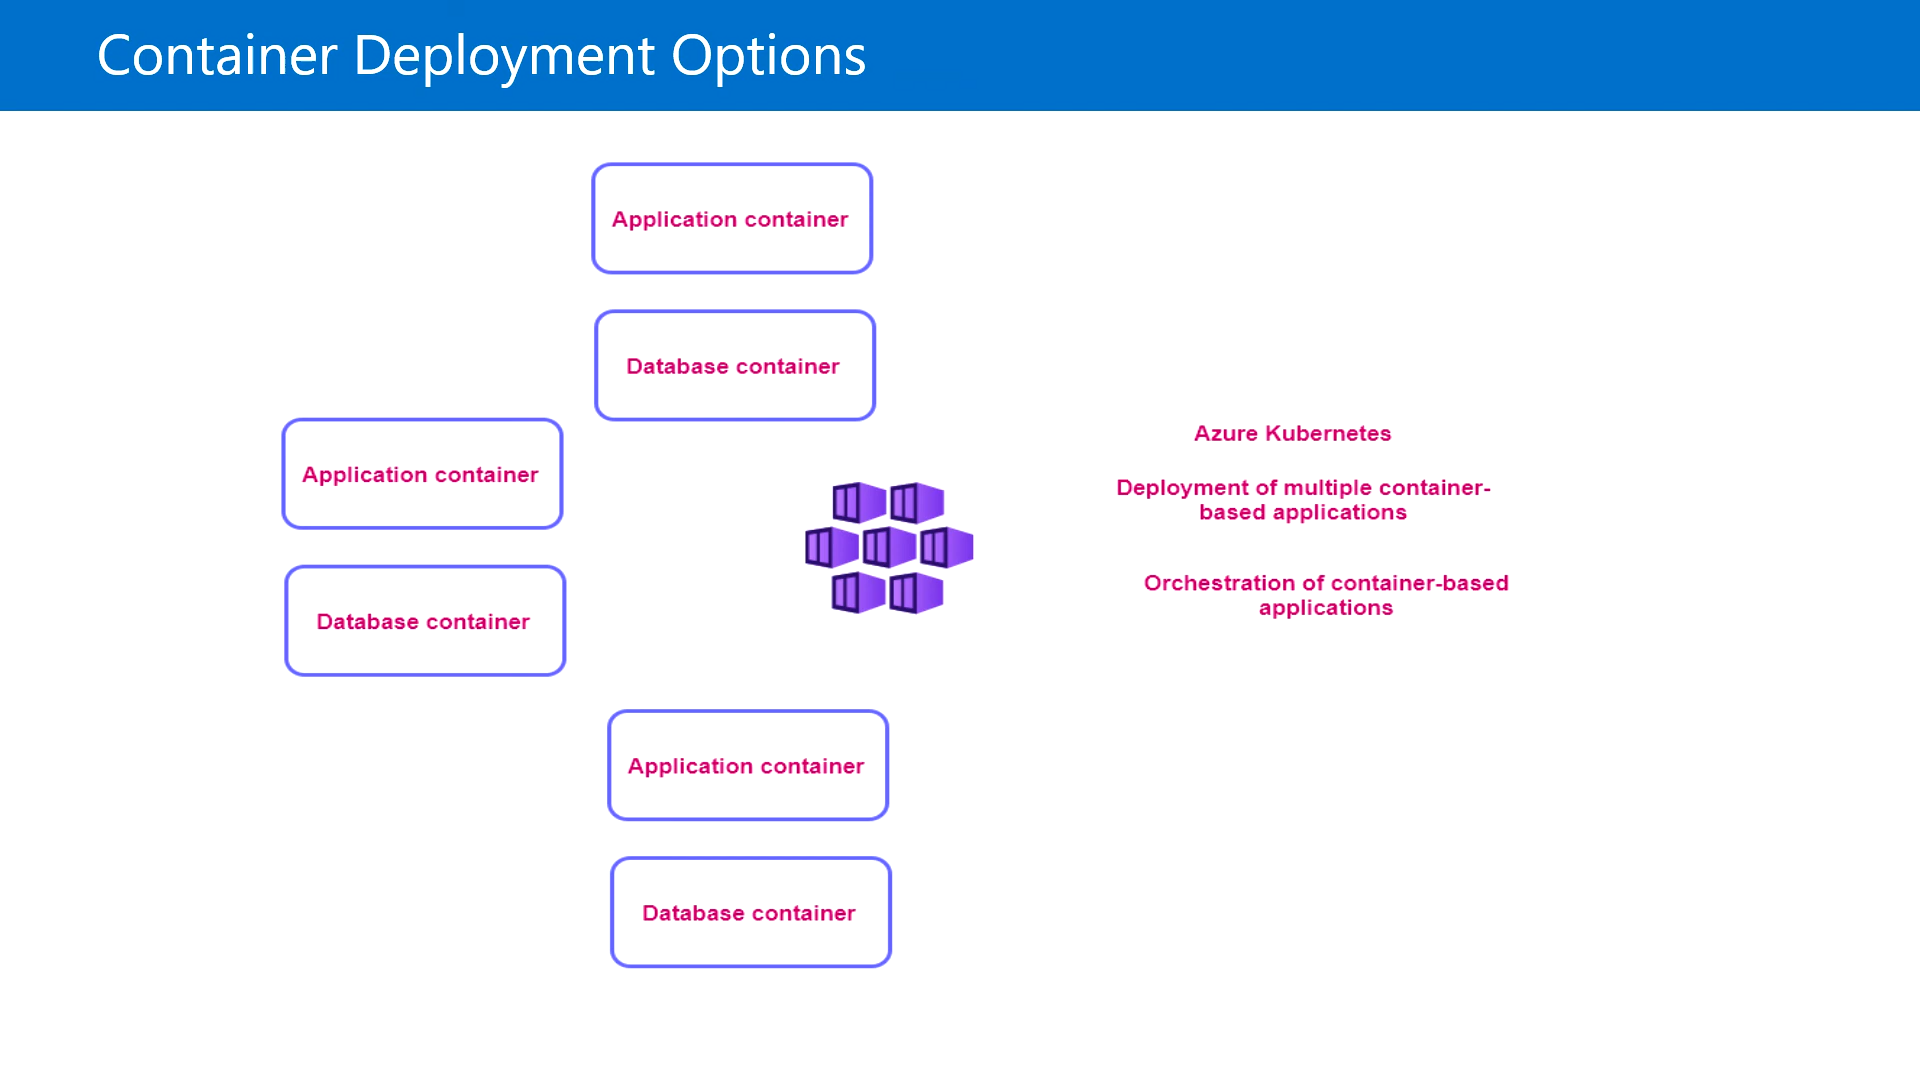 Container Deployment Options
Application container
Database container
Application container
Database container
Application container
Database container
Azure Kubernetes
Deployment of multiple container-
based applications
Orchestration of container-based
applications